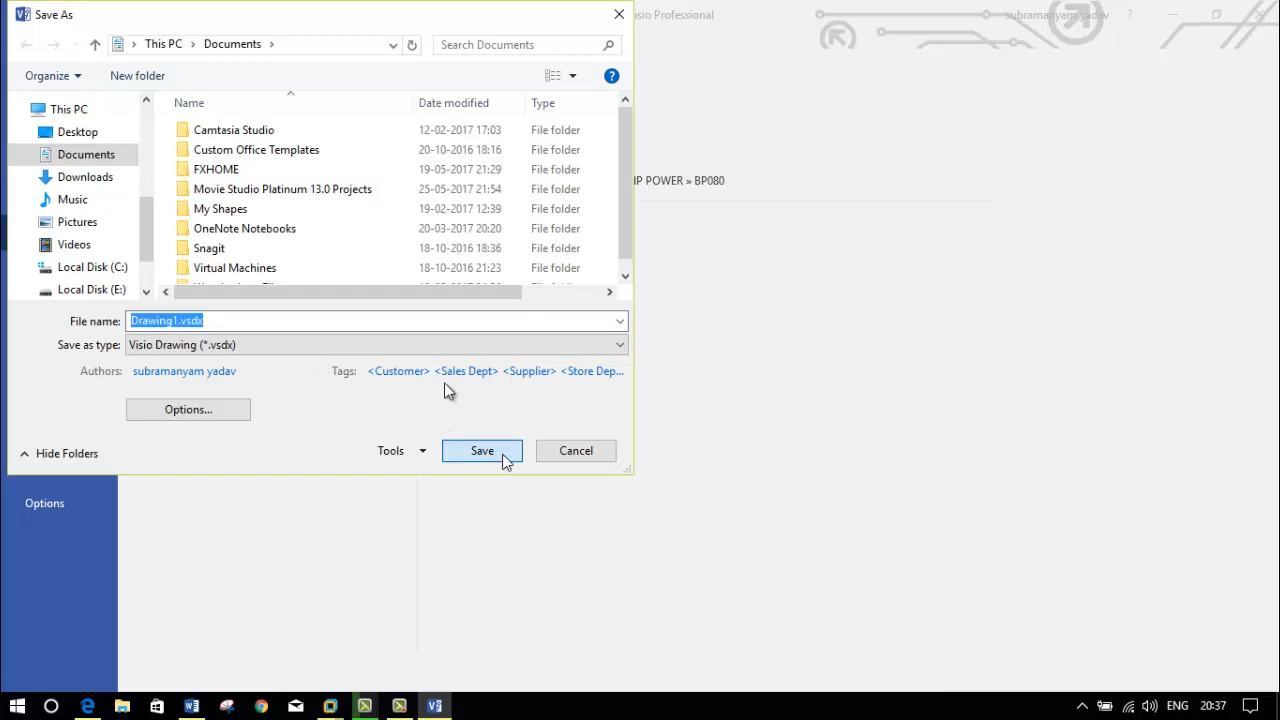 Save As
isio Professional
subramanyam yadav
?
This PC
Documents
Search Documents
Organize
New folder
?
Name
Date modified
Type
This PC
Desktop
Documents
Downloads
Music
Pictures
Videos
Local Disk (C:)
Local Disk (E:)
Camtasia Studio 12-02-2017 17:03 File folder
Custom Office Templates 20-10-2016 18:16 File folder
FXHOME 19-05-2017 21:29 File folder
Movie Studio Platinum 13.0 Projects 25-05-2017 21:54 File folder
My Shapes 19-02-2017 12:39 File folder
OneNote Notebooks 20-03-2017 20:20 File folder
Snagit 18-10-2016 18:36 File folder
Virtual Machines 18-10-2016 21:23 File folder
IP POWER » BP080
File name: Drawing1.vsdx
Save as type: Visio Drawing (*.vsdx)
Authors: subramanyam yadav
Tags: <Customer> <Sales Dept> <Supplier> <Store Dep...
Options...
Hide Folders
Tools
Save
Cancel
Options
ENG
20:37